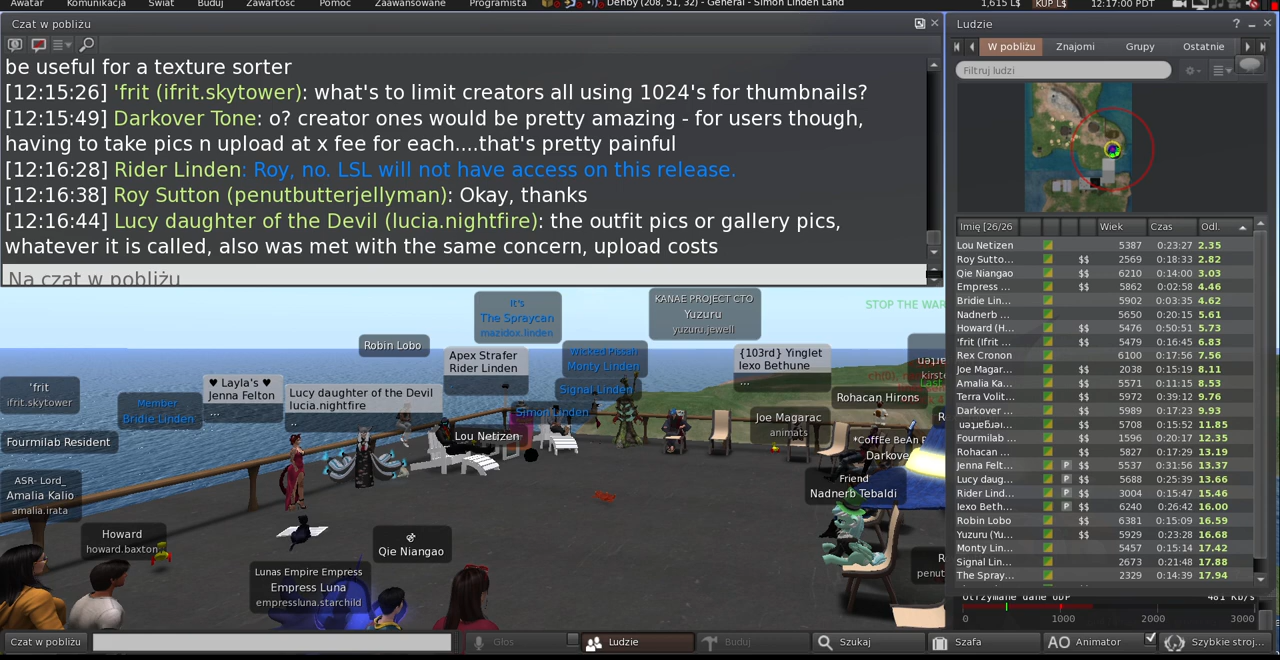 Awatar Komunikacja Świat Buduj Zawartość Pomoc Zaawansowane Programista Denby (208, 51, 32) - General - Simon Linden Land 1,615 L$ KUP L$ 12:17:00 PDT
Czat w pobliżu
be useful for a texture sorter
[12:15:26] 'frit (ifrit.skytower): what's to limit creators all using 1024's for thumbnails?
[12:15:49] Darkover Tone: o? creator ones would be pretty amazing - for users though,
having to take pics n upload at x fee for each....that's pretty painful
[12:16:28] Rider Linden: Roy, no. LSL will not have access on this release.
[12:16:38] Roy Sutton (penutbutterjellyman): Okay, thanks
[12:16:44] Lucy daughter of the Devil (lucia.nightfire): the outfit pics or gallery pics,
whatever it is called, also was met with the same concern, upload costs
Na czat w pobliżu
It's
The Spraycan
mazidox.linden
KANAE PROJECT CTO
Yuzuru
yuzuru.jewell
STOP THE WAR
Robin Lobo
Apex Strafer
Rider Linden
Wicked Pissah
Monty Linden
{103rd} Yinglet
Iexo Bethune
...
'frit
ifrit.skytower
♥ Layla's ♥
Jenna Felton
...
Member
Bridie Linden
Lucy daughter of the Devil
lucia.nightfire
..
Signal Linden
Simon Linden
Rohacan Hirons
Joe Magarac
animats
Fourmilab Resident
Lou Netizen
*CoffEe BeAn F
Darkove
ASR- Lord_
Amalia Kalio
amalia.irata
Friend
Nadnerb Tebaldi
Howard
howard.baxton
Qie Niangao
Lunas Empire Empress
Empress Luna
empressluna.starchild
R
penut
Ludzie
W pobliżu Znajomi Grupy Ostatnie
Filtruj ludzi
Imię [26/26 Wiek Czas Odl.
Lou Netizen 5387 0:23:27 2.35
Roy Sutto... $$ 2569 0:18:33 2.82
Qie Niangao 6210 0:14:00 3.03
Empress ... $$ 5862 0:02:58 4.46
Bridie Lin... 5902 0:03:35 4.62
Nadnerb ... 5650 0:20:15 5.61
Howard (H... $$ 5476 0:50:51 5.73
'frit (Ifrit ... $$ 5479 0:16:45 6.83
Rex Cronon 6100 0:17:56 7.56
Joe Magar... $$ 2038 0:15:19 8.11
Amalia Ka... $$ 5571 0:11:15 8.53
Terra Volit... $$ 5972 0:39:12 9.76
Darkover ... $$ 5989 0:17:23 9.93
$$ 5708 0:15:52 11.85
Fourmilab ... $$ 1596 0:20:17 12.35
Rohacan ... $$ 5827 0:17:29 13.19
Jenna Felt... P $$ 5537 0:31:56 13.37
Lucy daug... P $$ 5688 0:25:39 13.66
Rider Lind... P $$ 3004 0:15:47 15.46
Iexo Beth... P $$ 6240 0:26:42 16.00
Robin Lobo $$ 6381 0:15:09 16.59
Yuzuru (Yu... $$ 5929 0:23:28 16.68
Monty Lin... 5457 0:15:14 17.42
Signal Lin... 2673 0:21:48 17.88
The Spray... 2329 0:14:39 17.94
Otrzymane dane UDP 481 Kb/s
0 1000 2000 3000
Czat w pobliżu Głos Ludzie Buduj Szukaj Szafa AO Animator Szybkie stroj...